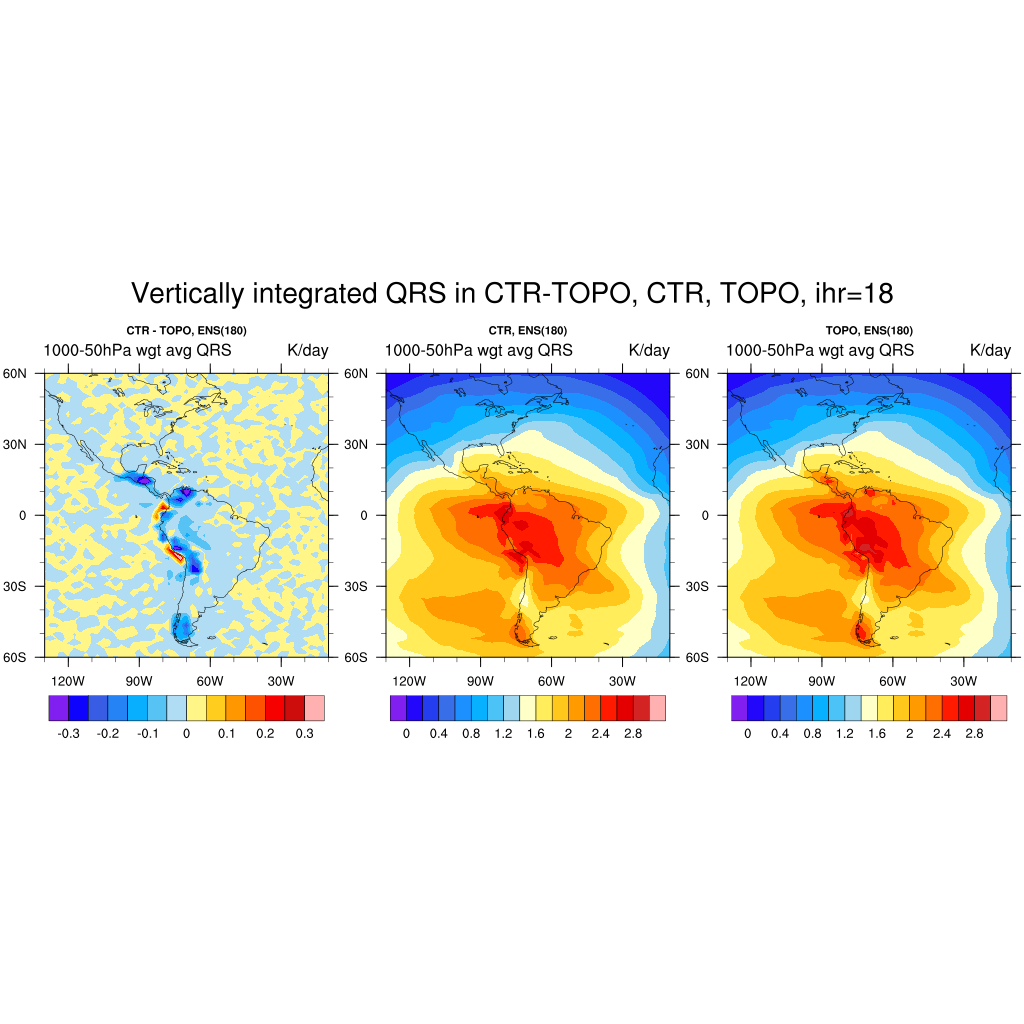 Vertically integrated QRS in CTR-TOPO, CTR, TOPO, ihr=18
CTR - TOPO, ENS(180)
1000-50hPa wgt avg QRS K/day
60N
30N
0
30S
60S
120W 90W 60W 30W
-0.3 -0.2 -0.1 0 0.1 0.2 0.3
CTR, ENS(180)
1000-50hPa wgt avg QRS K/day
60N
30N
0
30S
60S
120W 90W 60W 30W
0 0.4 0.8 1.2 1.6 2 2.4 2.8
TOPO, ENS(180)
1000-50hPa wgt avg QRS K/day
60N
30N
0
30S
60S
120W 90W 60W 30W
0 0.4 0.8 1.2 1.6 2 2.4 2.8